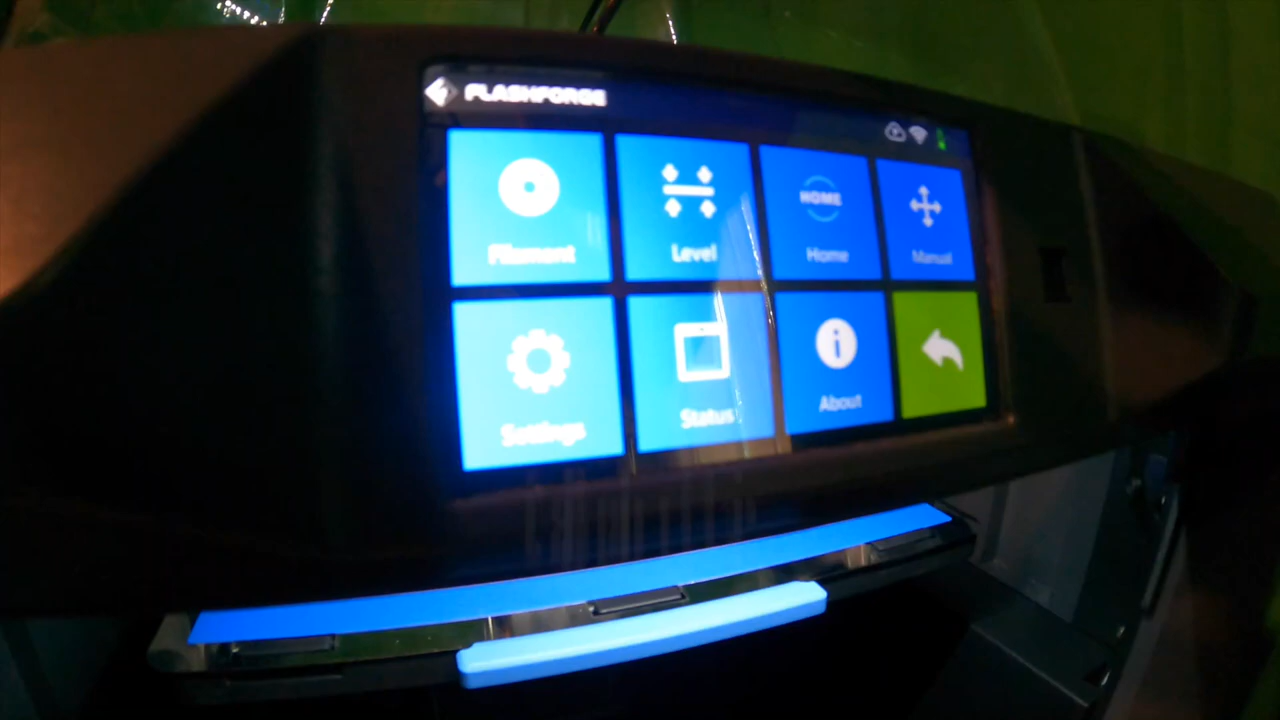 FLASHFORGE
Filament
Level
HOME
Home
Manual
Settings
Status
About